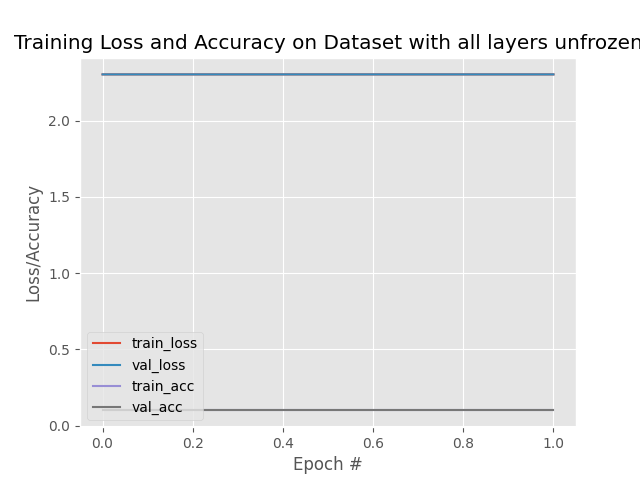 Training Loss and Accuracy on Dataset with all layers unfrozen
Loss/Accuracy
2.0
1.5
1.0
0.5
0.0
train_loss
val_loss
train_acc
val_acc
0.0 0.2 0.4 0.6 0.8 1.0
Epoch #